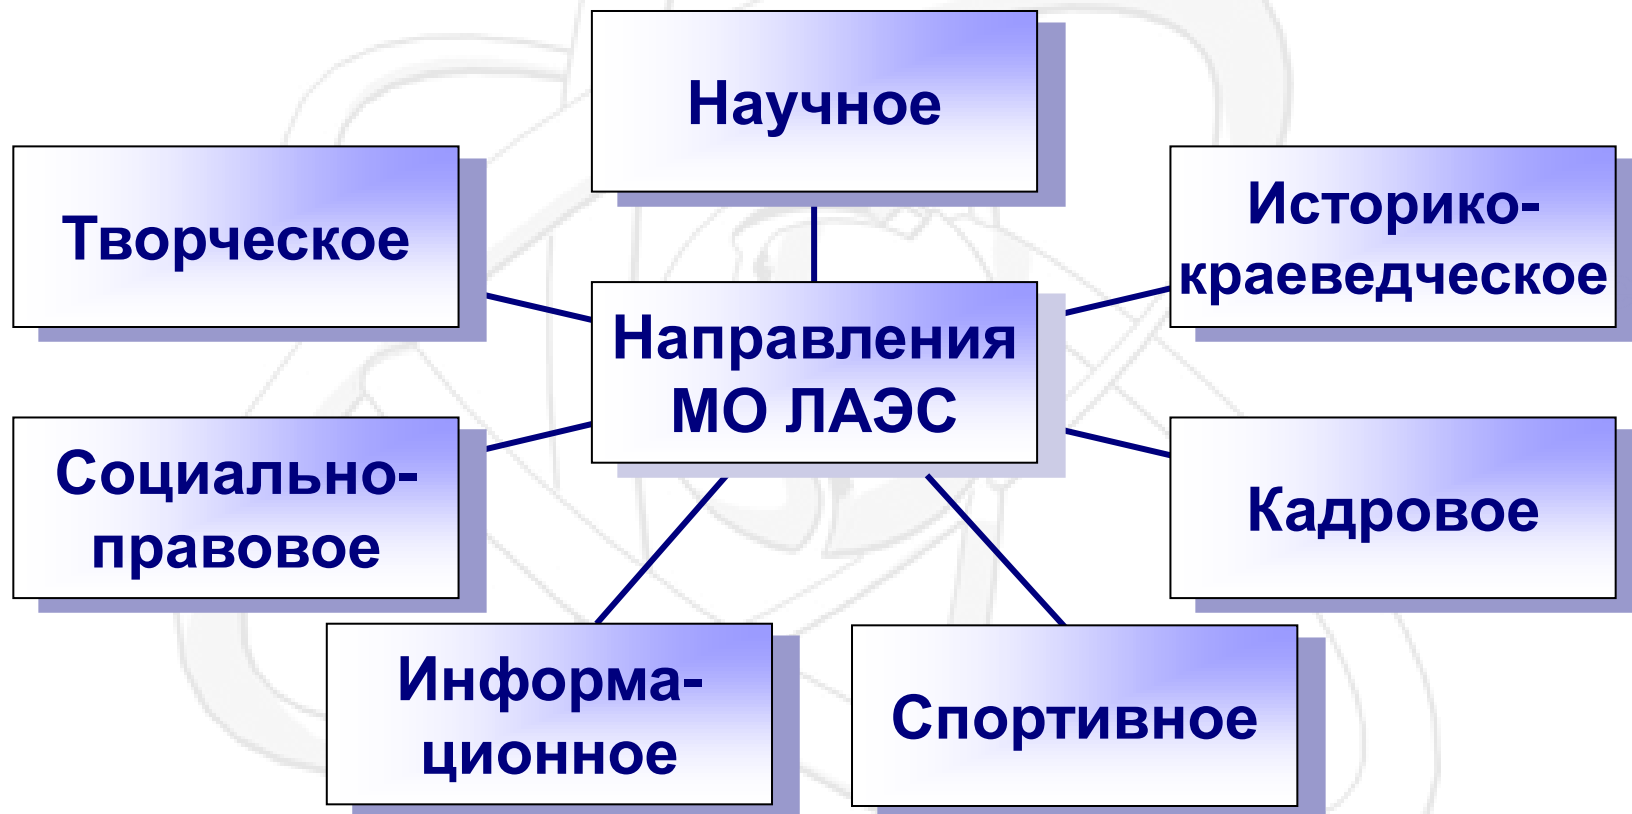 Научное
Творческое
Историко-
краеведческое
Направления
МО ЛАЭС
Социально-
правовое
Кадровое
Информа-
ционное
Спортивное